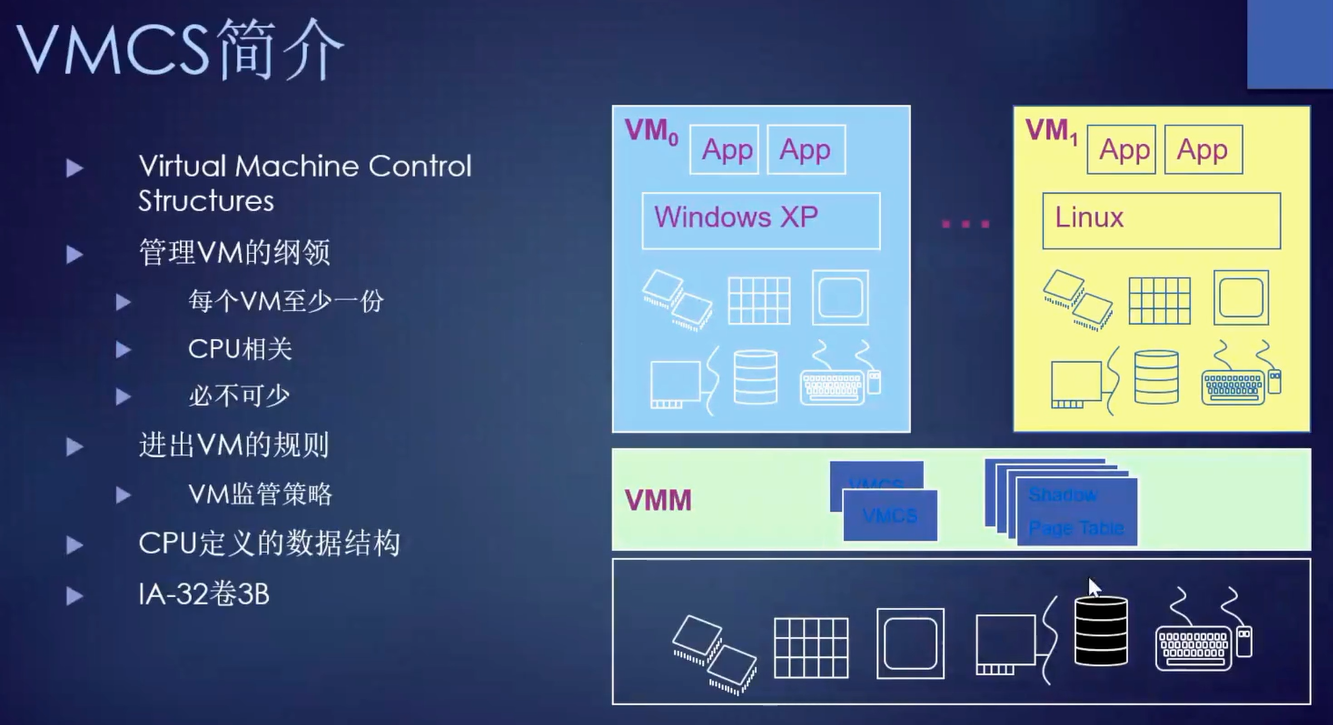 VMCS简介
Virtual Machine Control
Structures
管理VM的纲领
每个VM至少一份
CPU相关
必不可少
进出VM的规则
VM监管策略
CPU定义的数据结构
IA-32卷3B
VM0
App
App
Windows XP
...
VM1
App
App
Linux
VMM
VMCS
VMCS
Shadow
Page Table